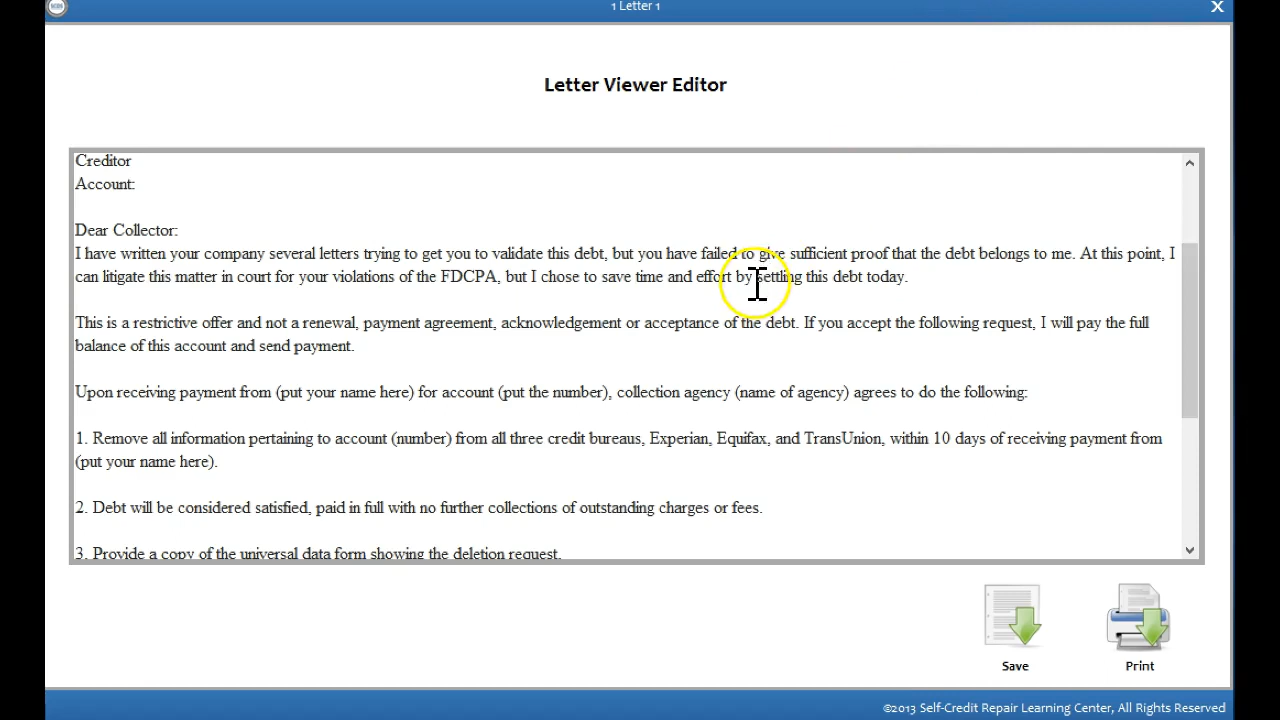 1 Letter 1
X
Letter Viewer Editor
Creditor
Account:
Dear Collector:
I have written your company several letters trying to get you to validate this debt, but you have failed to give sufficient proof that the debt belongs to me. At this point, I
can litigate this matter in court for your violations of the FDCPA, but I chose to save time and effort by settling this debt today.
This is a restrictive offer and not a renewal, payment agreement, acknowledgement or acceptance of the debt. If you accept the following request, I will pay the full
balance of this account and send payment.
Upon receiving payment from (put your name here) for account (put the number), collection agency (name of agency) agrees to do the following:
1. Remove all information pertaining to account (number) from all three credit bureaus, Experian, Equifax, and TransUnion, within 10 days of receiving payment from
(put your name here).
2. Debt will be considered satisfied, paid in full with no further collections of outstanding charges or fees.
3. Provide a copy of the universal data form showing the deletion request.
Save
Print
©2013 Self-Credit Repair Learning Center, All Rights Reserved